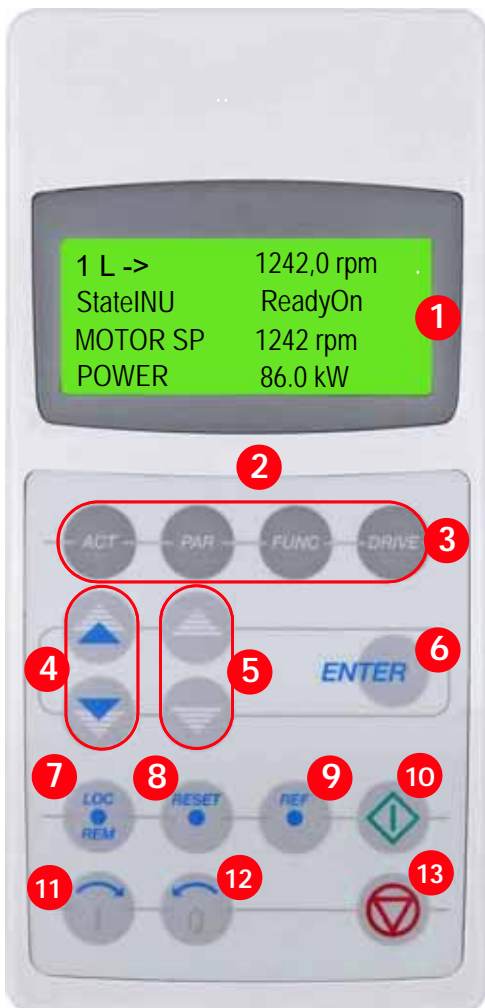 1 L -> 1242,0 rpm
StateINU ReadyOn
MOTOR SP 1242 rpm
POWER 86.0 kW
1
2
ACT PAR FUNC DRIVE 3
4
5
ENTER 6
7 8 9 10
LOC RESET REF
REM
11 12 13
I 0